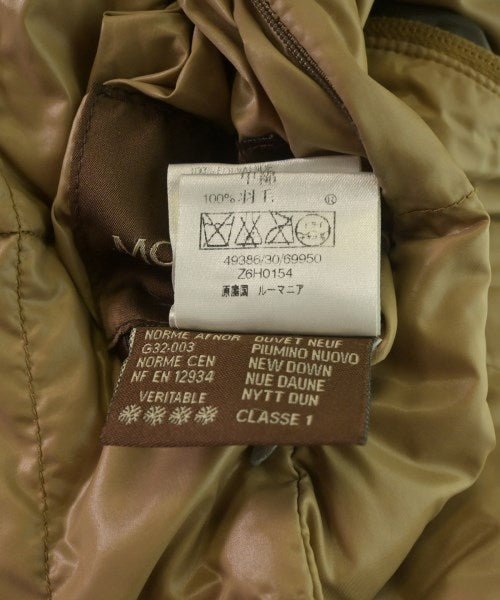 中綿
100%羽毛
®
49386/30/69950
Z6H0154
原産国 ルーマニア
MO
NORME AFNOR
G32-003
NORME CEN
NF EN 12934
VERITABLE
DUVET NEUF
PIUMINO NUOVO
NEW DOWN
NUE DAUNE
NYTT DUN
CLASSE 1